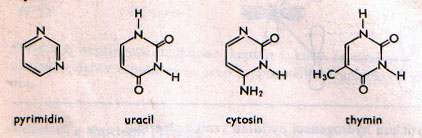 H H
N N O N O N O
N N-H N-H H₃C N-H
O NH₂ O
pyrimidin uracil cytosin thymin